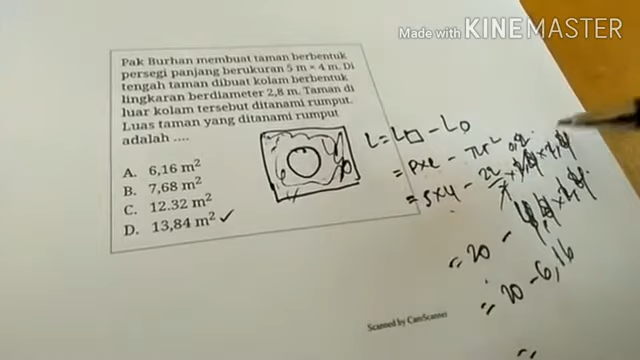 Made with KINEMASTER
Pak Burhan membuat taman berbentuk
persegi panjang berukuran 5 m × 4 m. Di
tengah taman dibuat kolam berbentuk
lingkaran berdiameter 2,8 m. Taman di
luar kolam tersebut ditanami rumput.
Luas taman yang ditanami rumput
adalah ....
A. 6,16 m²
B. 7,68 m²
C. 12.32 m²
D. 13,84 m² ✓
L = L□ - L○
= P×l - πr²
= 5×4 - 22/7
= 20 -
= 20 - 6,16
=
Scanned by CamScanner